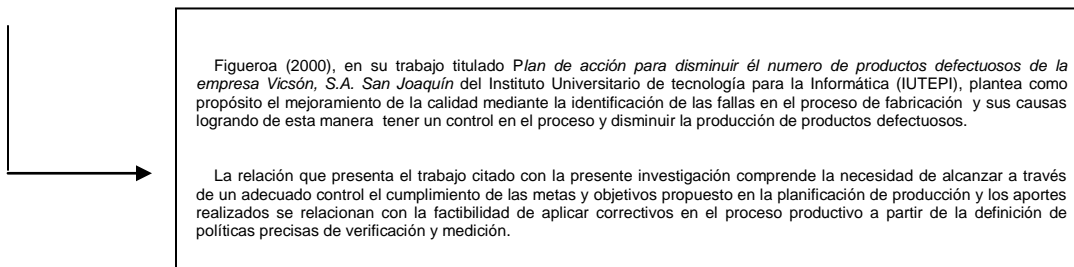 Figueroa (2000), en su trabajo titulado Plan de acción para disminuir él numero de productos defectuosos de la
empresa Vicsón, S.A. San Joaquín del Instituto Universitario de tecnología para la Informática (IUTEPI), plantea como
propósito el mejoramiento de la calidad mediante la identificación de las fallas en el proceso de fabricación y sus causas
logrando de esta manera tener un control en el proceso y disminuir la producción de productos defectuosos.
La relación que presenta el trabajo citado con la presente investigación comprende la necesidad de alcanzar a través
de un adecuado control el cumplimiento de las metas y objetivos propuesto en la planificación de producción y los aportes
realizados se relacionan con la factibilidad de aplicar correctivos en el proceso productivo a partir de la definición de
políticas precisas de verificación y medición.